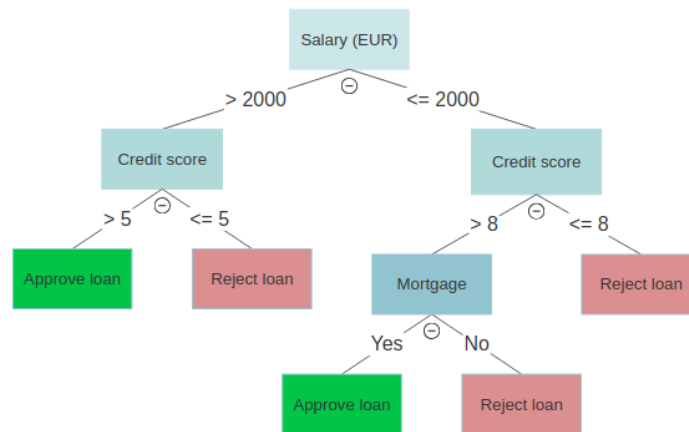 Salary (EUR)
> 2000
<= 2000
Credit score
Credit score
> 5
<= 5
> 8
<= 8
Approve loan
Reject loan
Mortgage
Reject loan
Yes
No
Approve loan
Reject loan